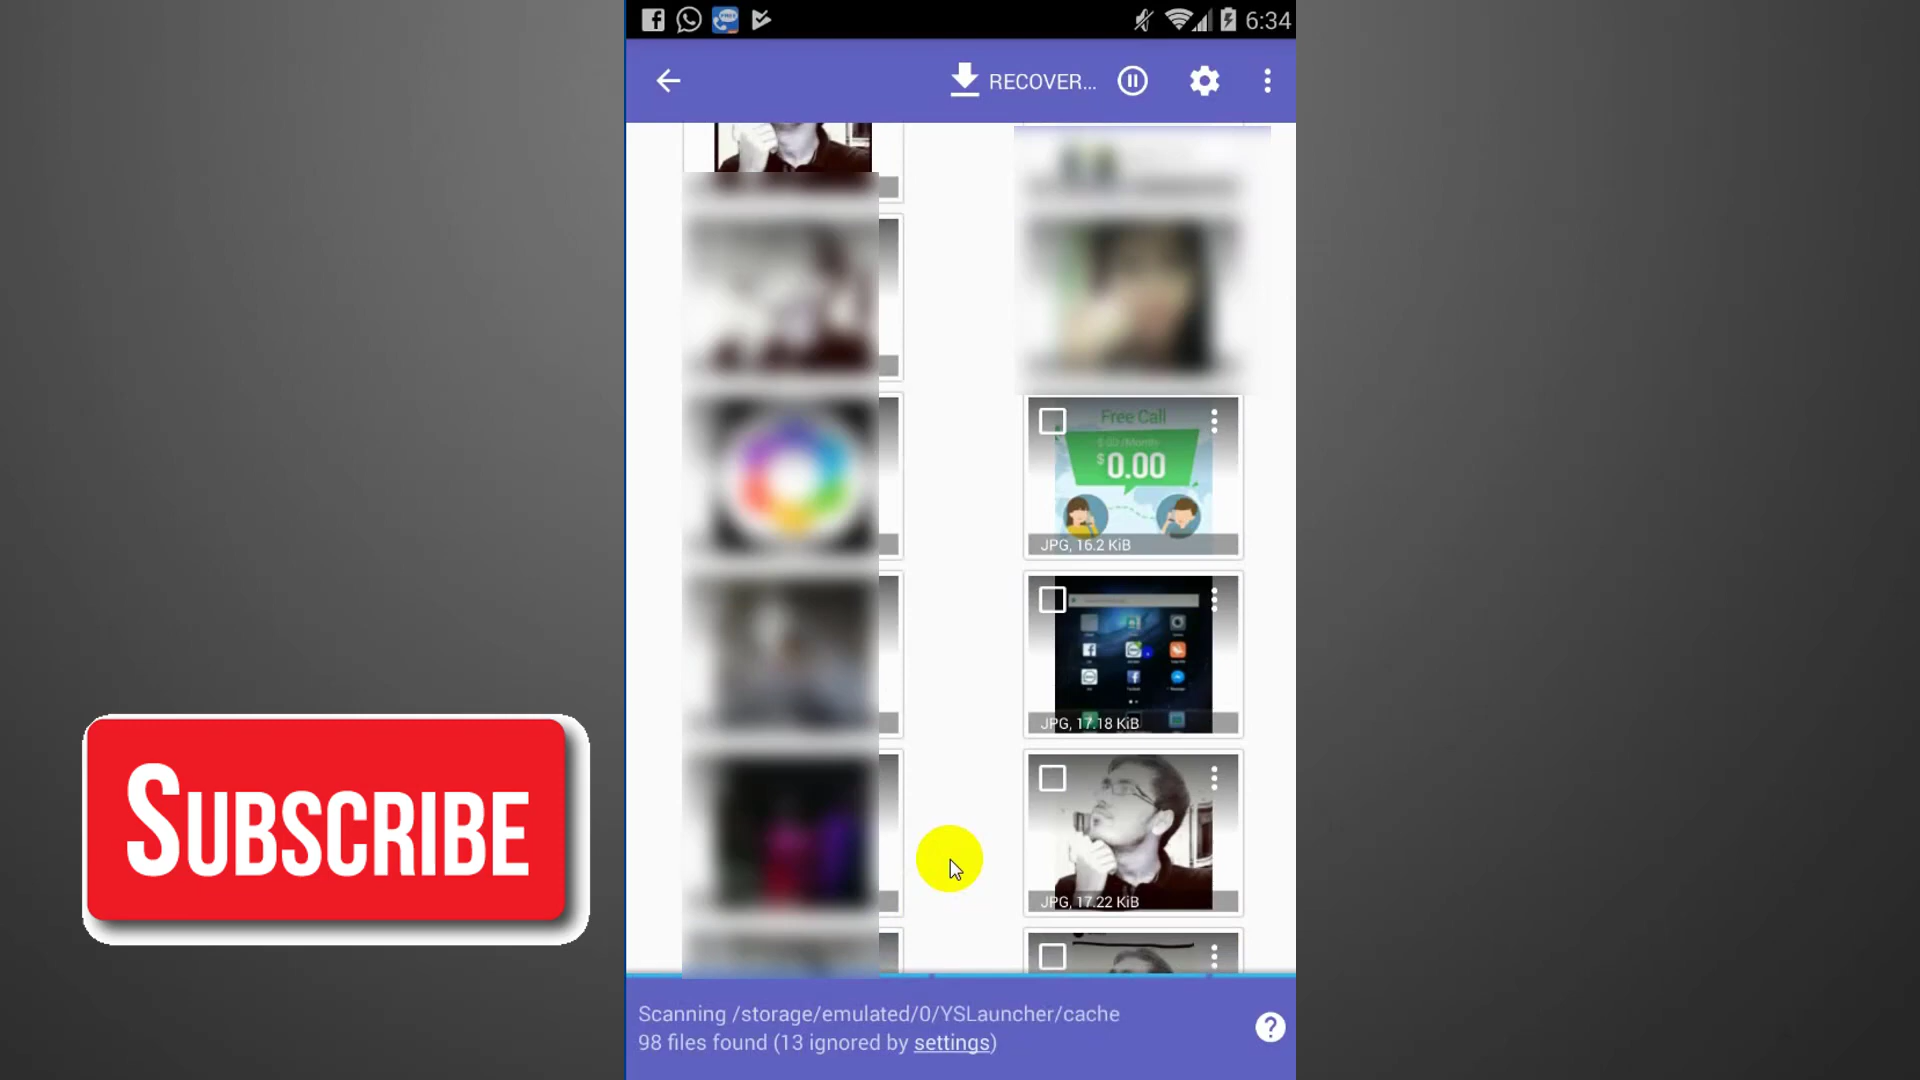 6:34
RECOVER...
Free Call
$0.00
JPG, 16.2 KiB
JPG, 17.18 KiB
JPG, 17.22 KiB
SUBSCRIBE
Scanning /storage/emulated/0/YSLauncher/cache
98 files found (13 ignored by settings)